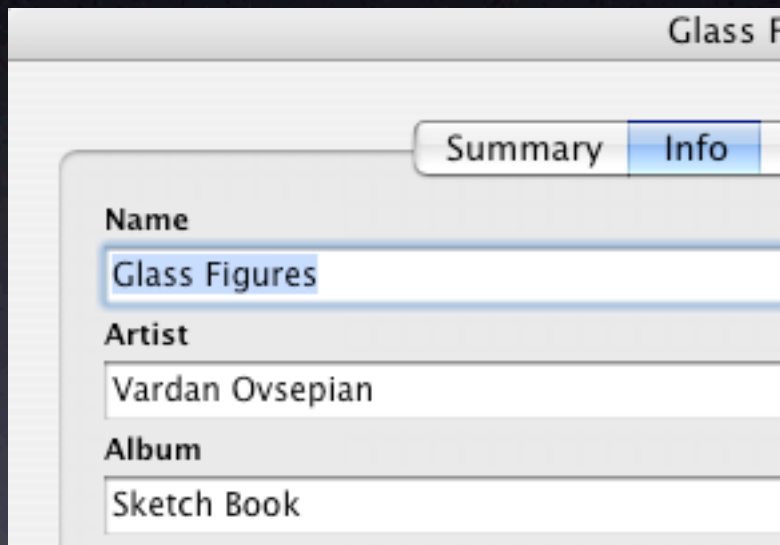 Glass F
Summary Info
Name
Glass Figures
Artist
Vardan Ovsepian
Album
Sketch Book